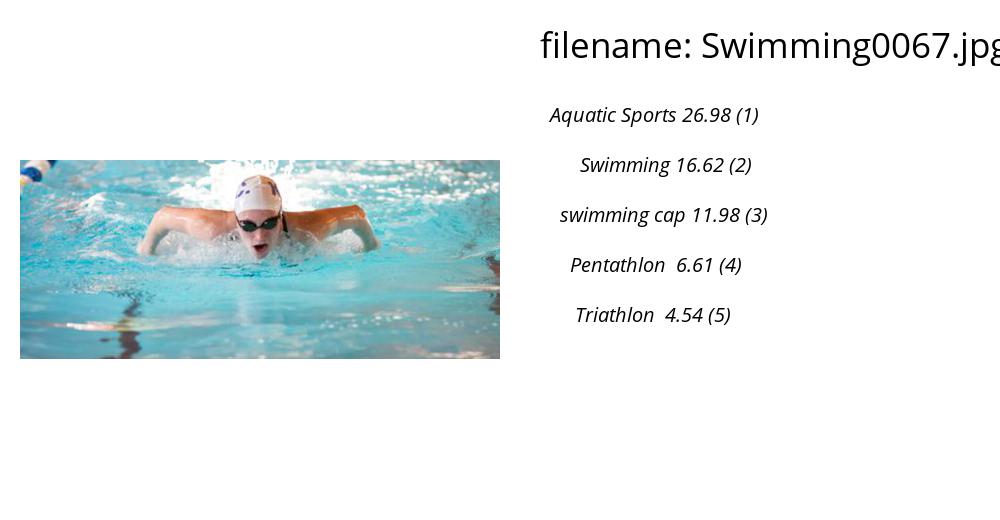 filename: Swimming0067.jpg
Aquatic Sports 26.98 (1)
Swimming 16.62 (2)
swimming cap 11.98 (3)
Pentathlon 6.61 (4)
Triathlon 4.54 (5)